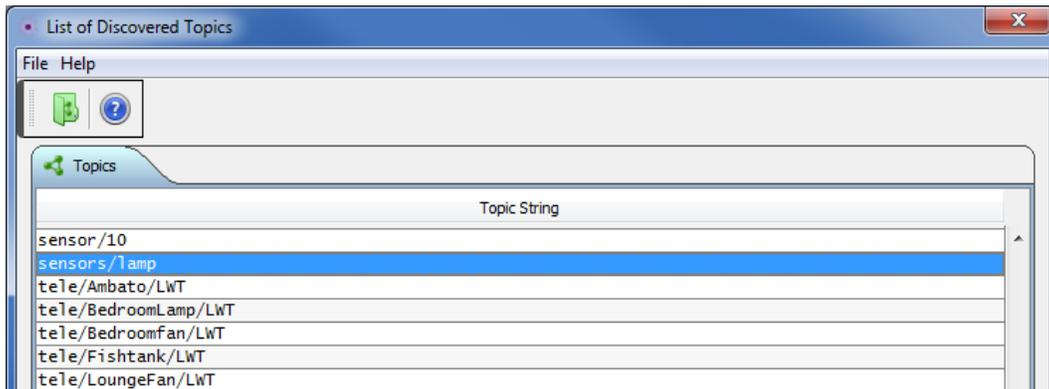 List of Discovered Topics
File Help
Topics
Topic String
sensor/10
sensors/lamp
tele/Ambato/LWT
tele/BedroomLamp/LWT
tele/Bedroomfan/LWT
tele/Fishtank/LWT
tele/LoungeFan/LWT